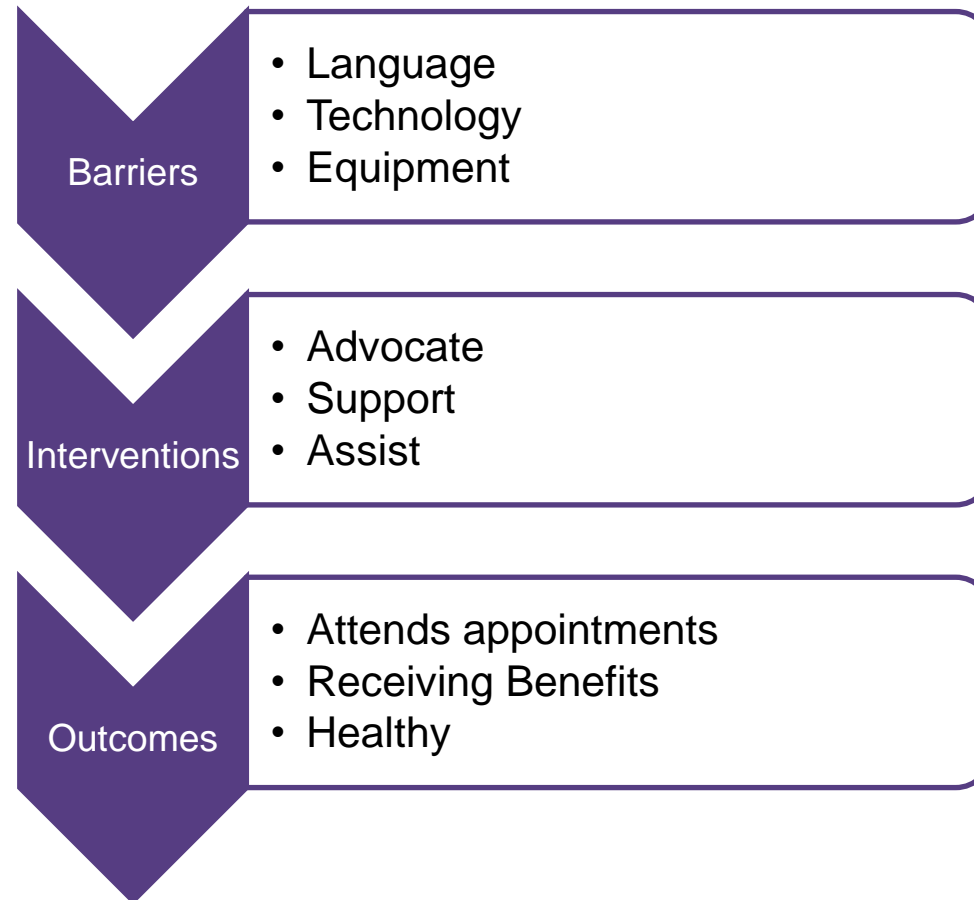 Barriers
• Language
• Technology
• Equipment
Interventions
• Advocate
• Support
• Assist
Outcomes
• Attends appointments
• Receiving Benefits
• Healthy